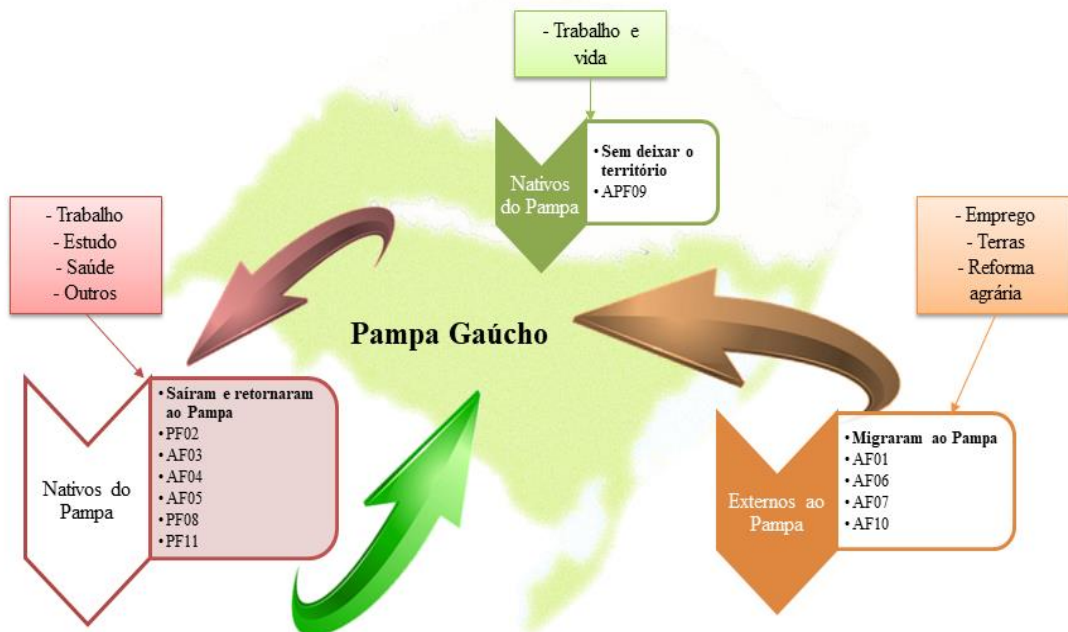 - Trabalho e
vida
Nativos
do Pampa
• Sem deixar o
território
• APF09
- Trabalho
- Estudo
- Saúde
- Outros
- Emprego
- Terras
- Reforma
agrária
Pampa Gaúcho
Nativos do
Pampa
• Saíram e retornaram
ao Pampa
• PF02
• AF03
• AF04
• AF05
• PF08
• PF11
Externos ao
Pampa
• Migraram ao Pampa
• AF01
• AF06
• AF07
• AF10